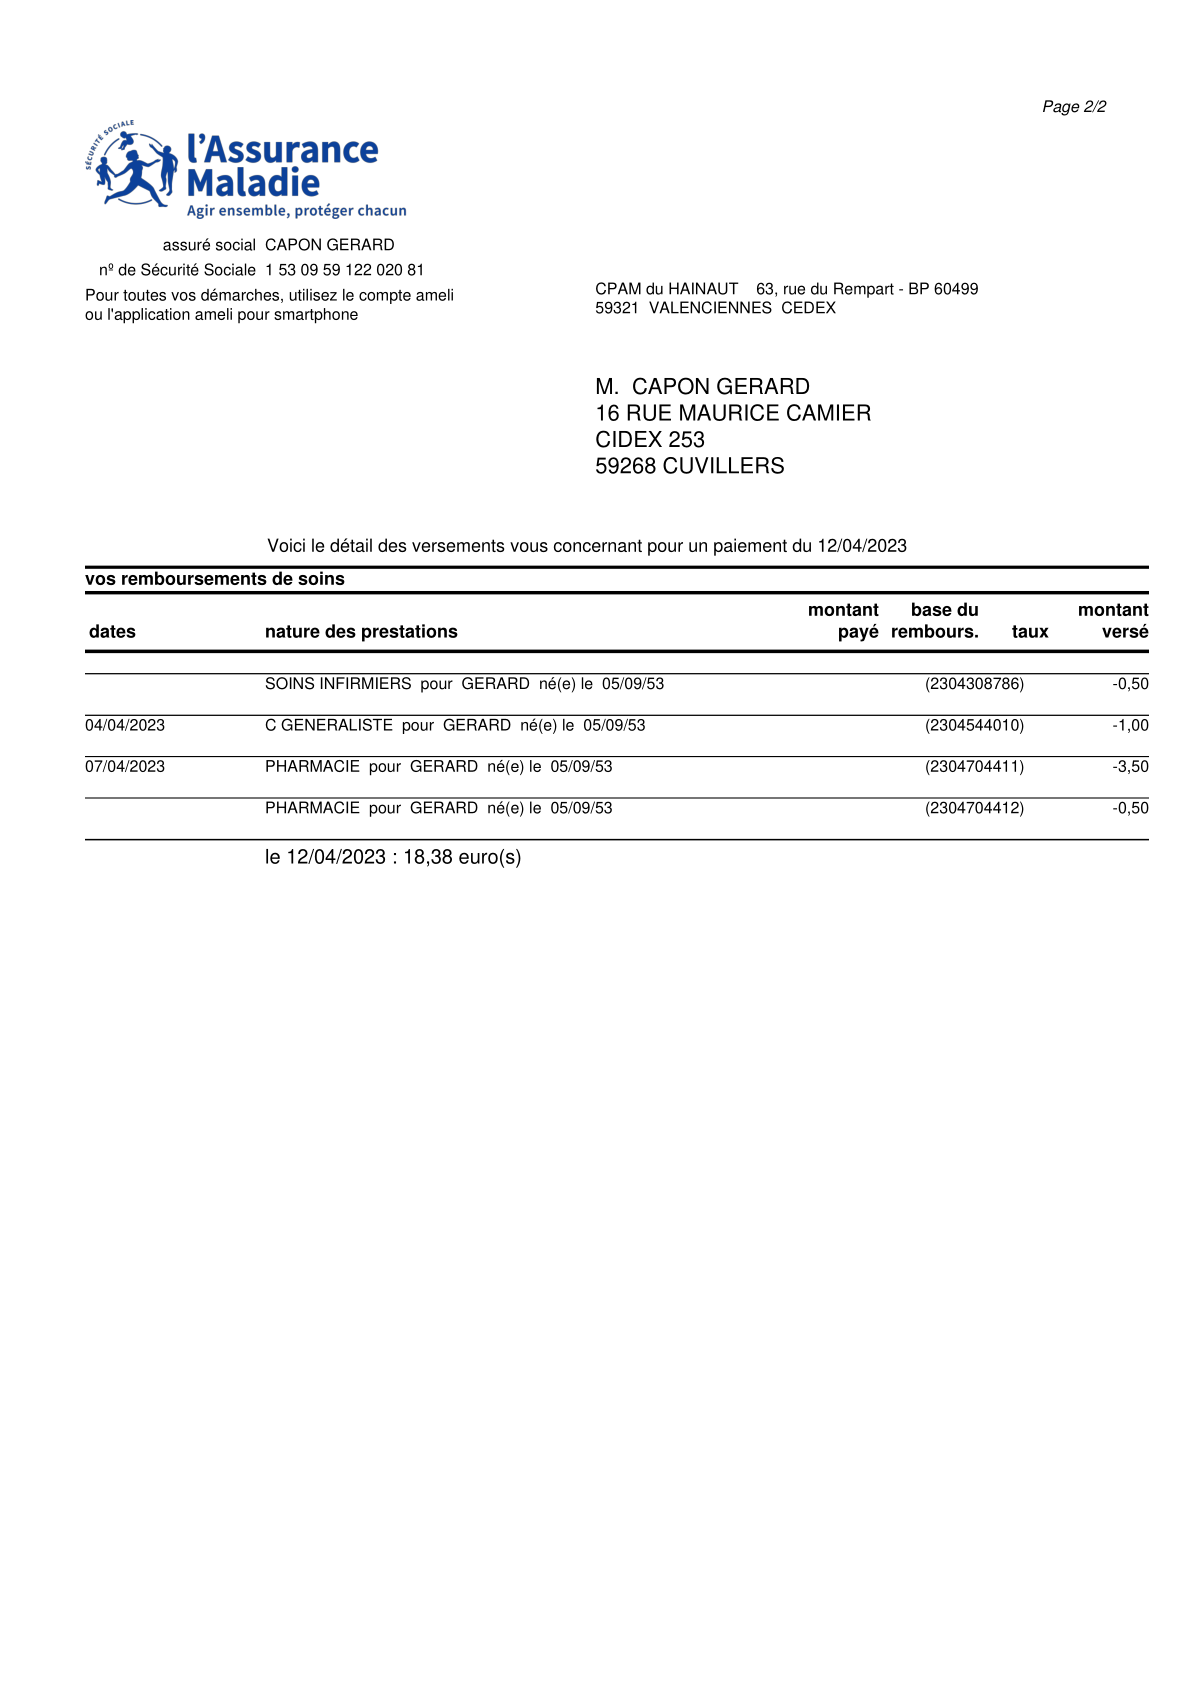 Page 2/2
SÉCURITÉ SOCIALE
l'Assurance
Maladie
Agir ensemble, protéger chacun
assuré social CAPON GERARD
nº de Sécurité Sociale 1 53 09 59 122 020 81
Pour toutes vos démarches, utilisez le compte ameli
ou l'application ameli pour smartphone
CPAM du HAINAUT 63, rue du Rempart - BP 60499
59321 VALENCIENNES CEDEX
M. CAPON GERARD
16 RUE MAURICE CAMIER
CIDEX 253
59268 CUVILLERS
Voici le détail des versements vous concernant pour un paiement du 12/04/2023
vos remboursements de soins
montant base du montant
dates nature des prestations payé rembours. taux versé
SOINS INFIRMIERS pour GERARD né(e) le 05/09/53 (2304308786) -0,50
04/04/2023 C GENERALISTE pour GERARD né(e) le 05/09/53 (2304544010) -1,00
07/04/2023 PHARMACIE pour GERARD né(e) le 05/09/53 (2304704411) -3,50
PHARMACIE pour GERARD né(e) le 05/09/53 (2304704412) -0,50
le 12/04/2023 : 18,38 euro(s)